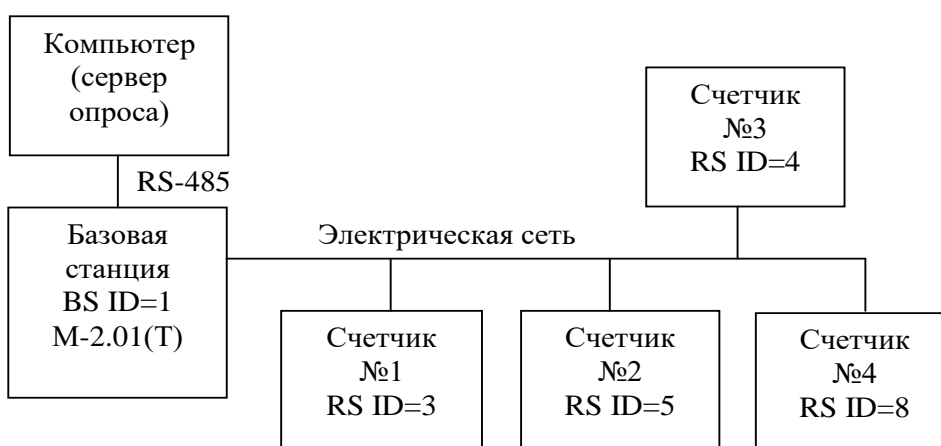 Компьютер
(сервер
опроса)
RS-485
Базовая
станция
BS ID=1
М-2.01(Т)
Электрическая сеть
Счетчик
№3
RS ID=4
Счетчик
№1
RS ID=3
Счетчик
№2
RS ID=5
Счетчик
№4
RS ID=8